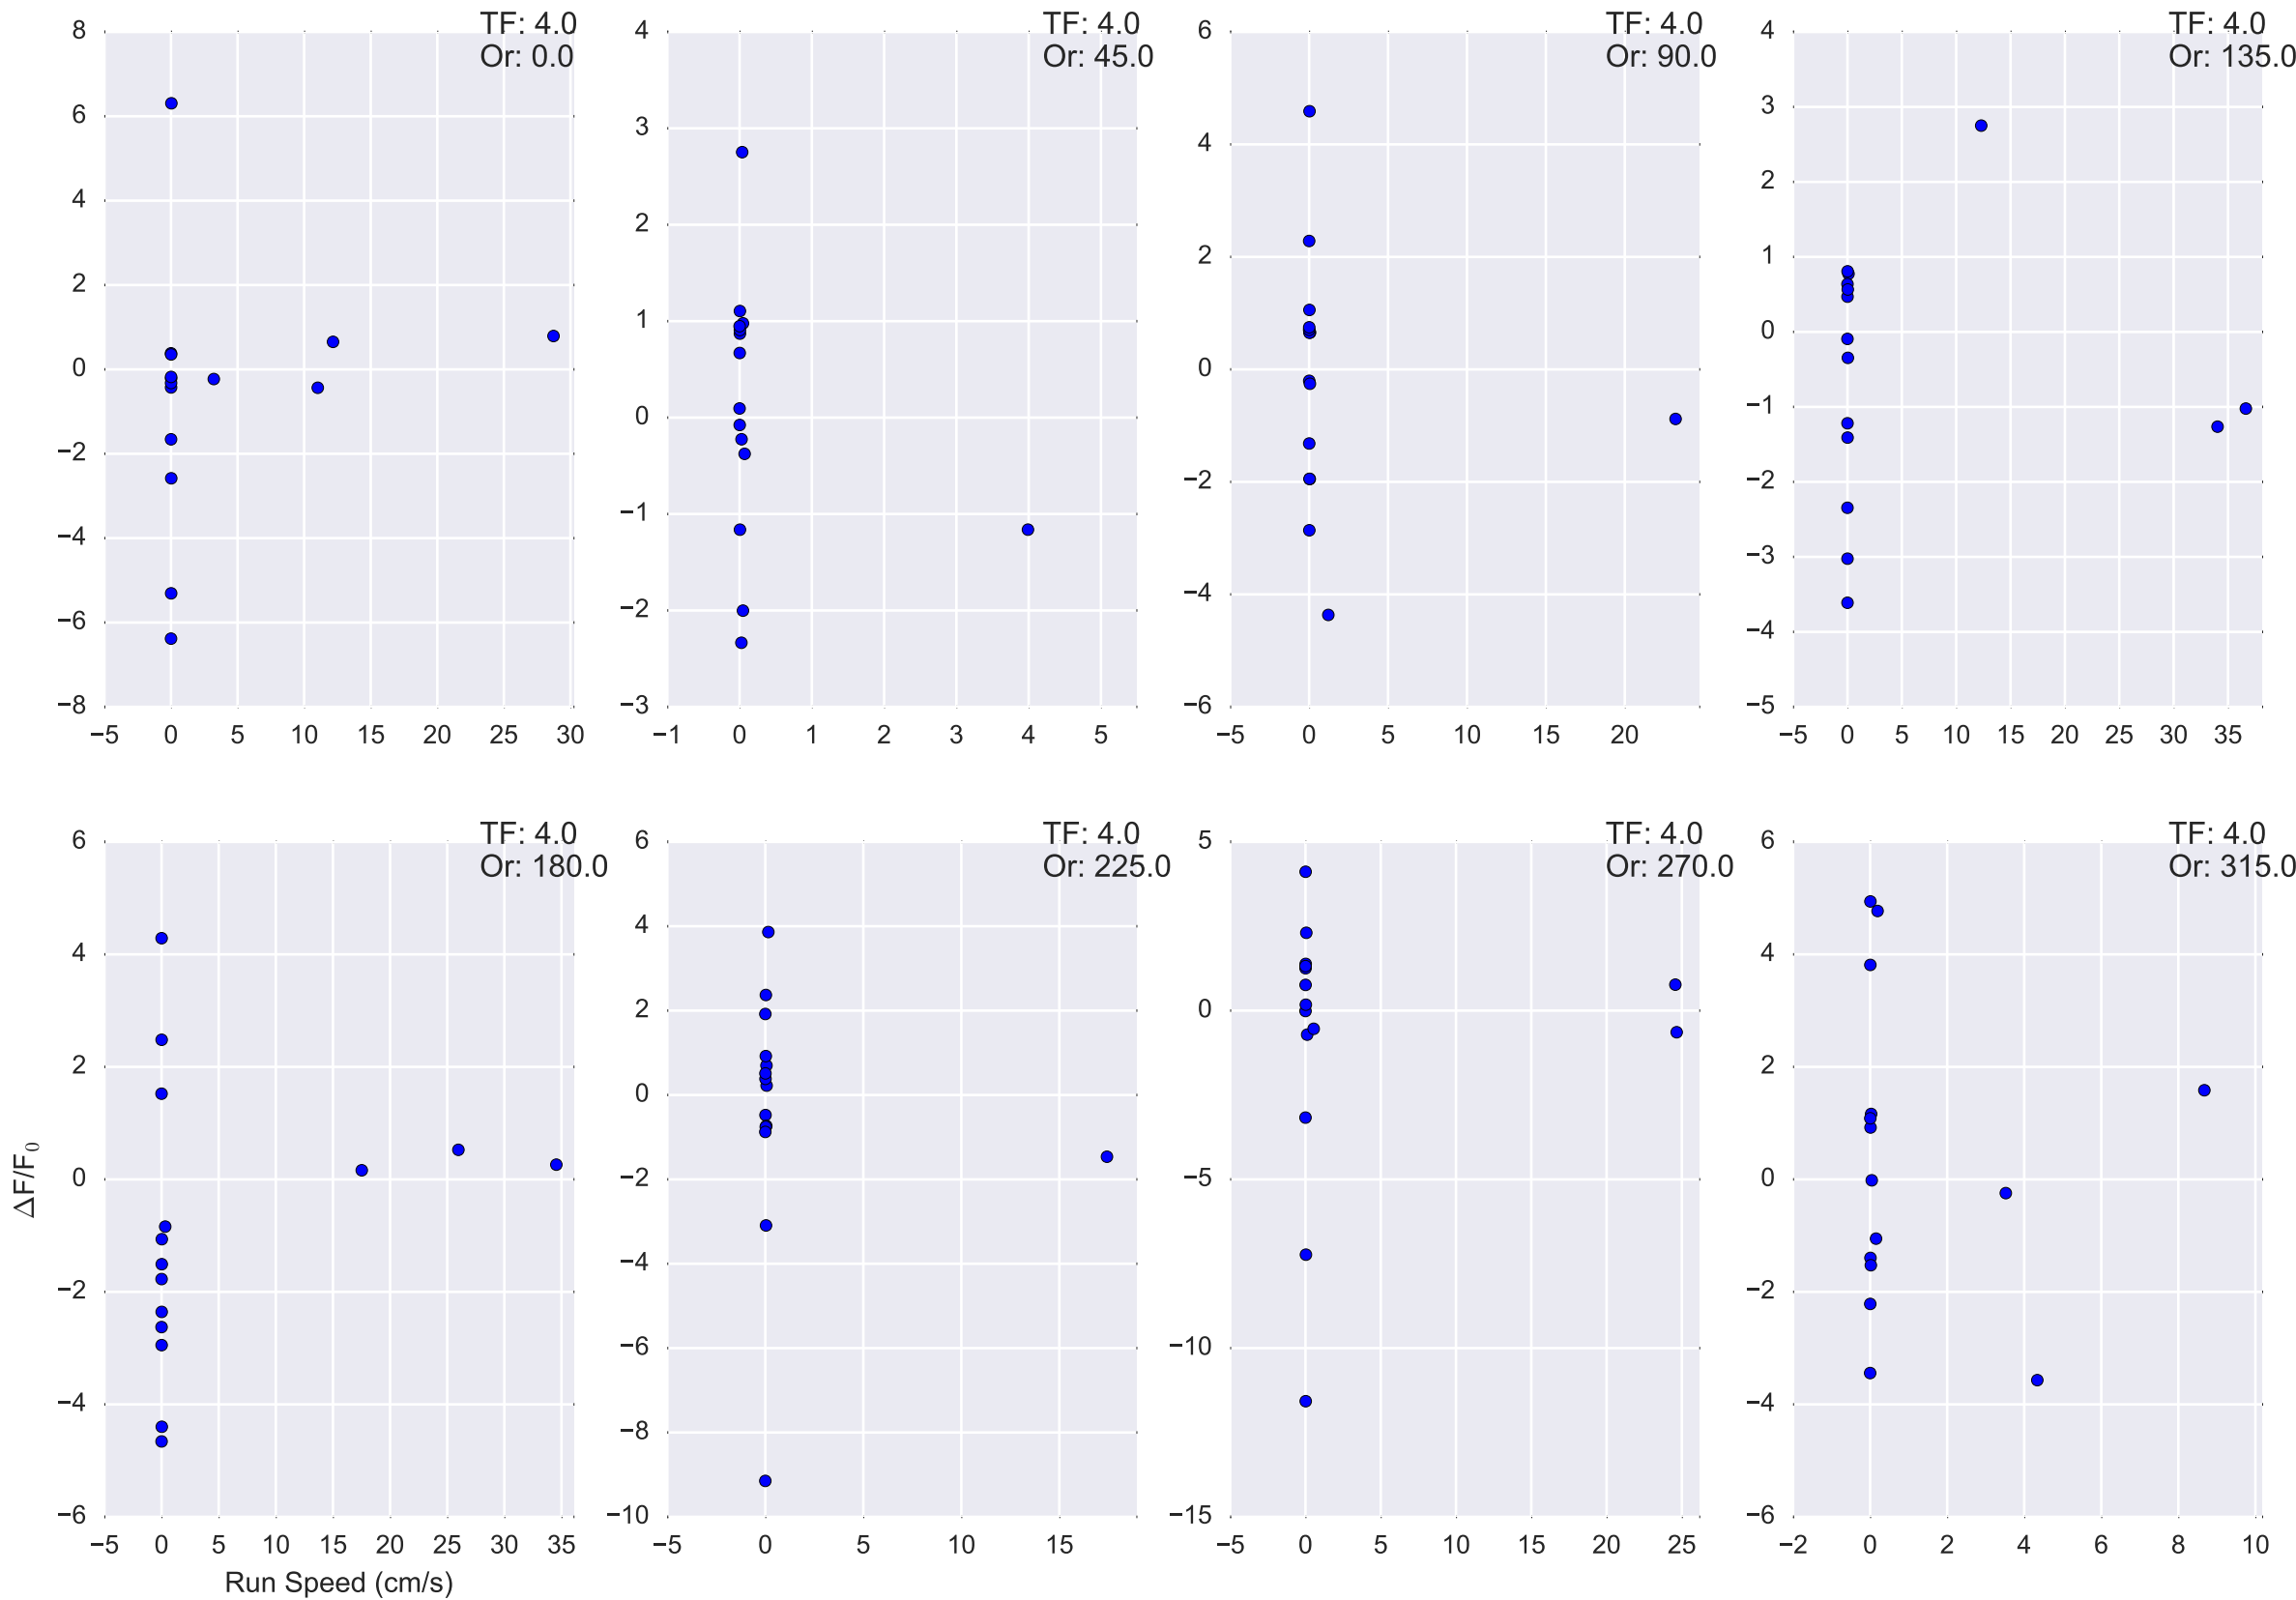 TF: 4.0
Or: 0.0
8
6
4
2
0
−2
−4
−6
−8
−5 0 5 10 15 20 25 30
TF: 4.0
Or: 45.0
4
3
2
1
0
−1
−2
−3
−1 0 1 2 3 4 5
TF: 4.0
Or: 90.0
6
4
2
0
−2
−4
−6
−5 0 5 10 15 20
TF: 4.0
Or: 135.0
4
3
2
1
0
−1
−2
−3
−4
−5
−5 0 5 10 15 20 25 30 35
TF: 4.0
Or: 180.0
6
4
2
0
−2
−4
−6
ΔF/F₀
−5 0 5 10 15 20 25 30 35
Run Speed (cm/s)
TF: 4.0
Or: 225.0
6
4
2
0
−2
−4
−6
−8
−10
−5 0 5 10 15
TF: 4.0
Or: 270.0
5
0
−5
−10
−15
−5 0 5 10 15 20 25
TF: 4.0
Or: 315.0
6
4
2
0
−2
−4
−6
−2 0 2 4 6 8 10